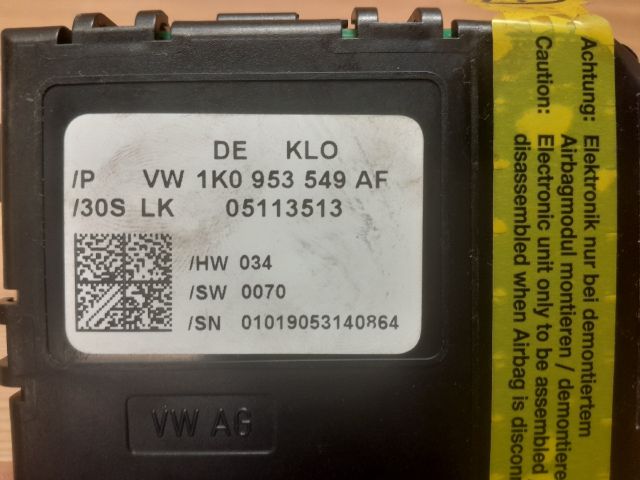 DE KLO
/P VW 1K0 953 549 AF
/30S LK 05113513
/HW 034
/SW 0070
/SN 01019053140864
VW AG
Achtung: Elektronik nur bei demontiertem
Airbagmodul montieren / demontiere
Caution: Electronic unit only to be assembled
disassembled when Airbag is